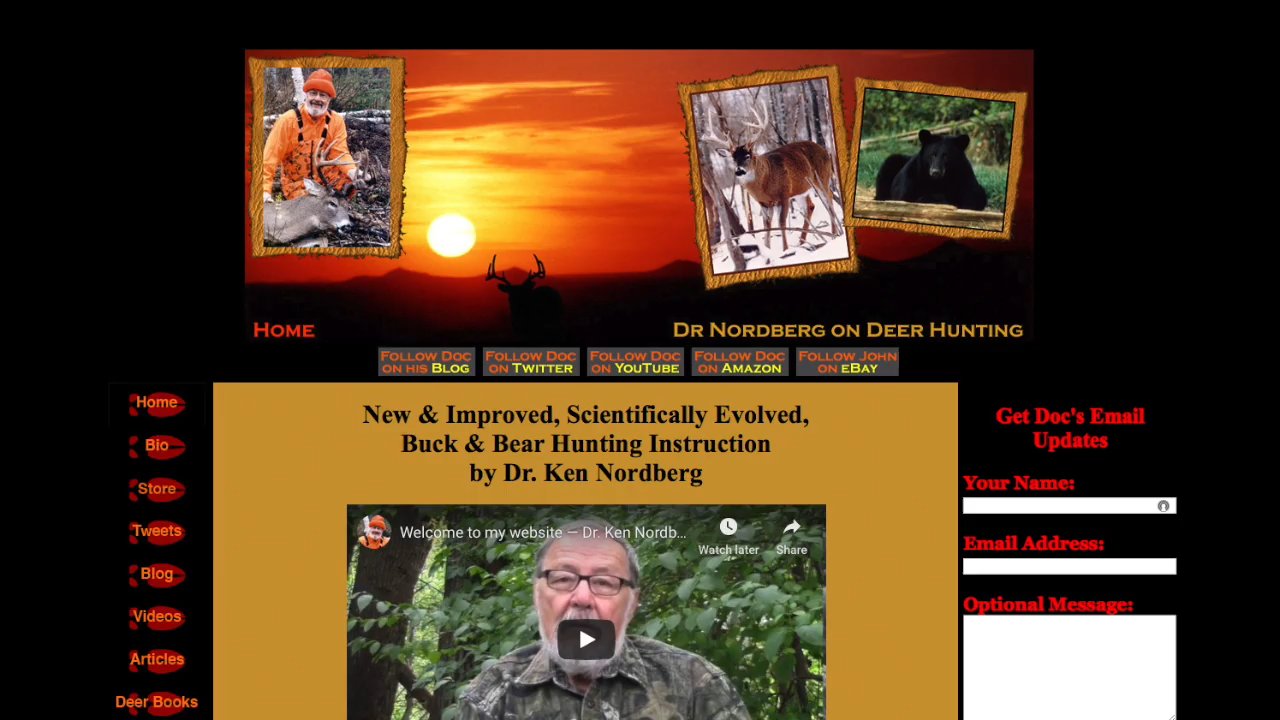 Home
Dr Nordberg on Deer Hunting
Follow Doc
on his Blog
Follow Doc
on Twitter
Follow Doc
on YouTube
Follow Doc
on Amazon
Follow John
on eBay
Home
Bio
Store
Tweets
Blog
Videos
Articles
Deer Books
New & Improved, Scientifically Evolved,
Buck & Bear Hunting Instruction
by Dr. Ken Nordberg
Welcome to my website — Dr. Ken Nordb...
Watch later
Share
Get Doc's Email
Updates
Your Name:
Email Address:
Optional Message: